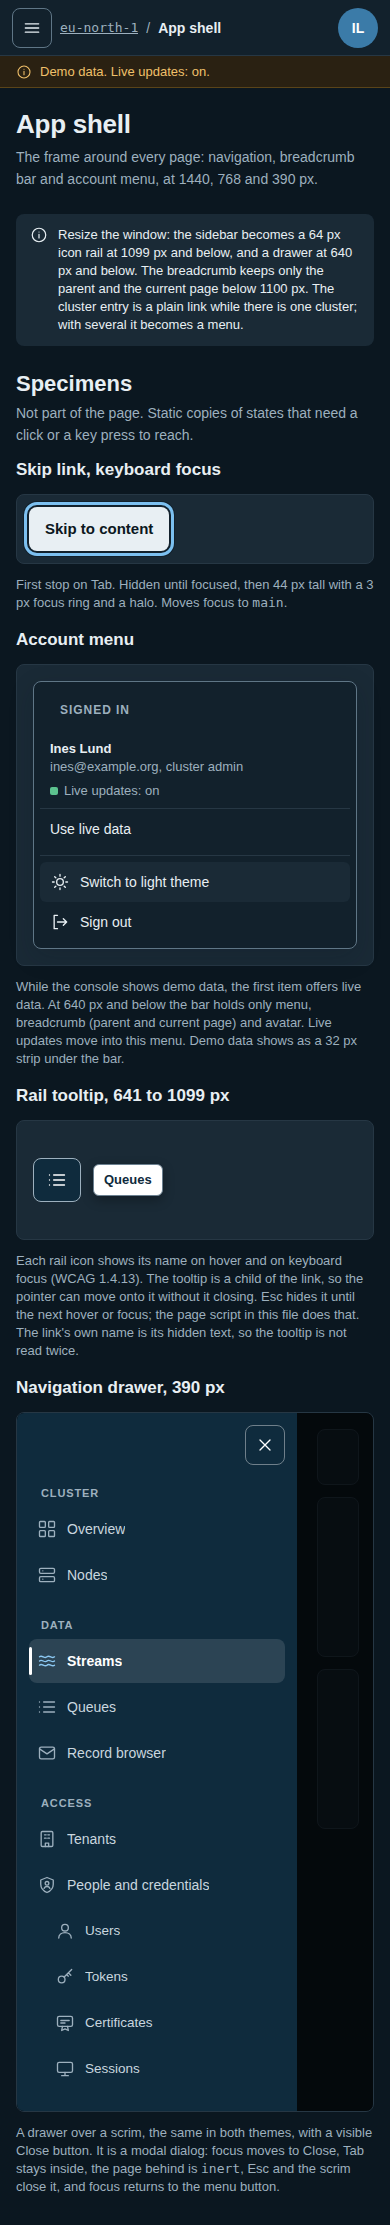 eu-north-1 / App shell
IL
Demo data. Live updates: on.
App shell
The frame around every page: navigation, breadcrumb
bar and account menu, at 1440, 768 and 390 px.
Resize the window: the sidebar becomes a 64 px
icon rail at 1099 px and below, and a drawer at 640
px and below. The breadcrumb keeps only the
parent and the current page below 1100 px. The
cluster entry is a plain link while there is one cluster;
with several it becomes a menu.
Specimens
Not part of the page. Static copies of states that need a
click or a key press to reach.
Skip link, keyboard focus
Skip to content
First stop on Tab. Hidden until focused, then 44 px tall with a 3
px focus ring and a halo. Moves focus to main.
Account menu
SIGNED IN
Ines Lund
ines@example.org, cluster admin
Live updates: on
Use live data
Switch to light theme
Sign out
While the console shows demo data, the first item offers live
data. At 640 px and below the bar holds only menu,
breadcrumb (parent and current page) and avatar. Live
updates move into this menu. Demo data shows as a 32 px
strip under the bar.
Rail tooltip, 641 to 1099 px
Queues
Each rail icon shows its name on hover and on keyboard
focus (WCAG 1.4.13). The tooltip is a child of the link, so the
pointer can move onto it without it closing. Esc hides it until
the next hover or focus; the page script in this file does that.
The link's own name is its hidden text, so the tooltip is not
read twice.
Navigation drawer, 390 px
CLUSTER
Overview
Nodes
DATA
Streams
Queues
Record browser
ACCESS
Tenants
People and credentials
Users
Tokens
Certificates
Sessions
A drawer over a scrim, the same in both themes, with a visible
Close button. It is a modal dialog: focus moves to Close, Tab
stays inside, the page behind is inert, Esc and the scrim
close it, and focus returns to the menu button.